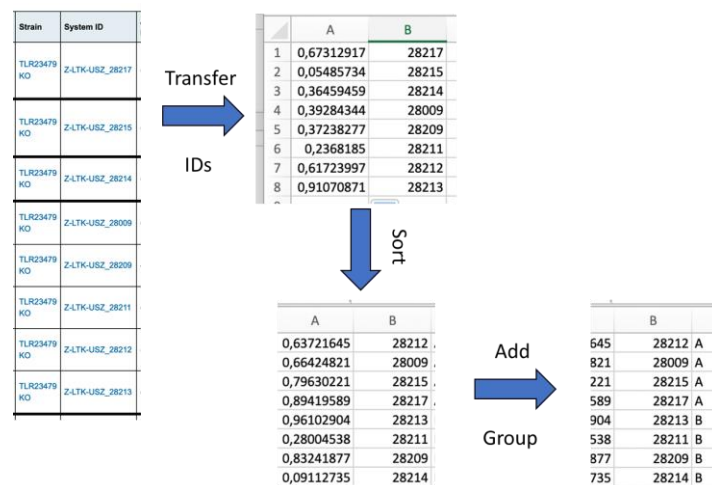 Strain System ID
TLR23479
KO Z-LTK-USZ_28217
TLR23479
KO Z-LTK-USZ_28215
TLR23479
KO Z-LTK-USZ_28214
TLR23479
KO Z-LTK-USZ_28009
TLR23479
KO Z-LTK-USZ_28209
TLR23479
KO Z-LTK-USZ_28211
TLR23479
KO Z-LTK-USZ_28212
TLR23479
KO Z-LTK-USZ_28213
Transfer
IDs
A B
1 0,67312917 28217
2 0,05485734 28215
3 0,36459459 28214
4 0,39284344 28009
5 0,37238277 28209
6 0,2368185 28211
7 0,61723997 28212
8 0,91070871 28213
Sort
A B
0,63721645 28212
0,66424821 28009
0,79630221 28215
0,89419589 28217
0,96102904 28213
0,28004538 28211
0,83241877 28209
0,09112735 28214
Add
Group
B
645 28212 A
821 28009 A
221 28215 A
589 28217 A
904 28213 B
538 28211 B
877 28209 B
735 28214 B